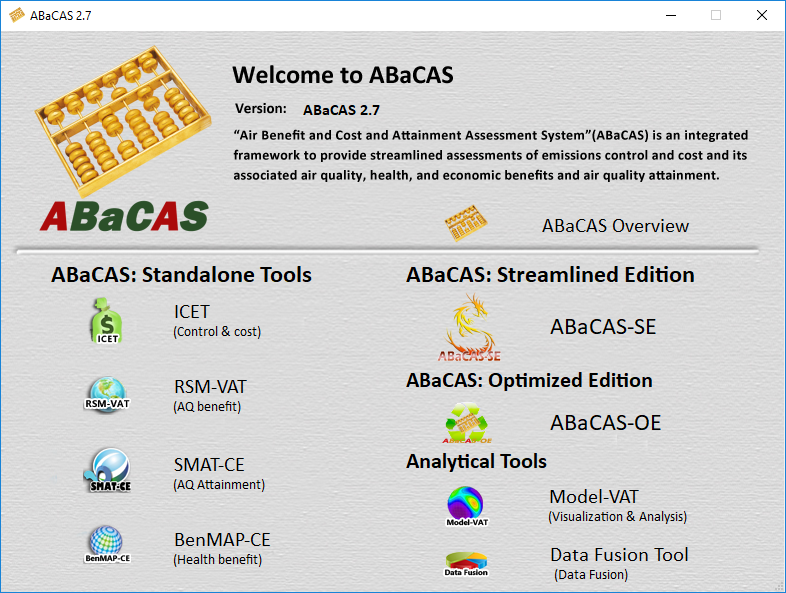 ABaCAS 2.7
Welcome to ABaCAS
Version: ABaCAS 2.7
“Air Benefit and Cost and Attainment Assessment System”(ABaCAS) is an integrated
framework to provide streamlined assessments of emissions control and cost and its
associated air quality, health, and economic benefits and air quality attainment.
ABaCAS
ABaCAS Overview
ABaCAS: Standalone Tools
ICET
ICET
(Control & cost)
RSM-VAT
RSM-VAT
(AQ benefit)
SMAT-CE
SMAT-CE
(AQ Attainment)
BenMAP-CE
BenMAP-CE
(Health benefit)
ABaCAS: Streamlined Edition
ABaCAS-SE
ABaCAS-SE
ABaCAS: Optimized Edition
ABaCAS-OE
ABaCAS-OE
Analytical Tools
Model-VAT
Model-VAT
(Visualization & Analysis)
Data Fusion
Data Fusion Tool
(Data Fusion)